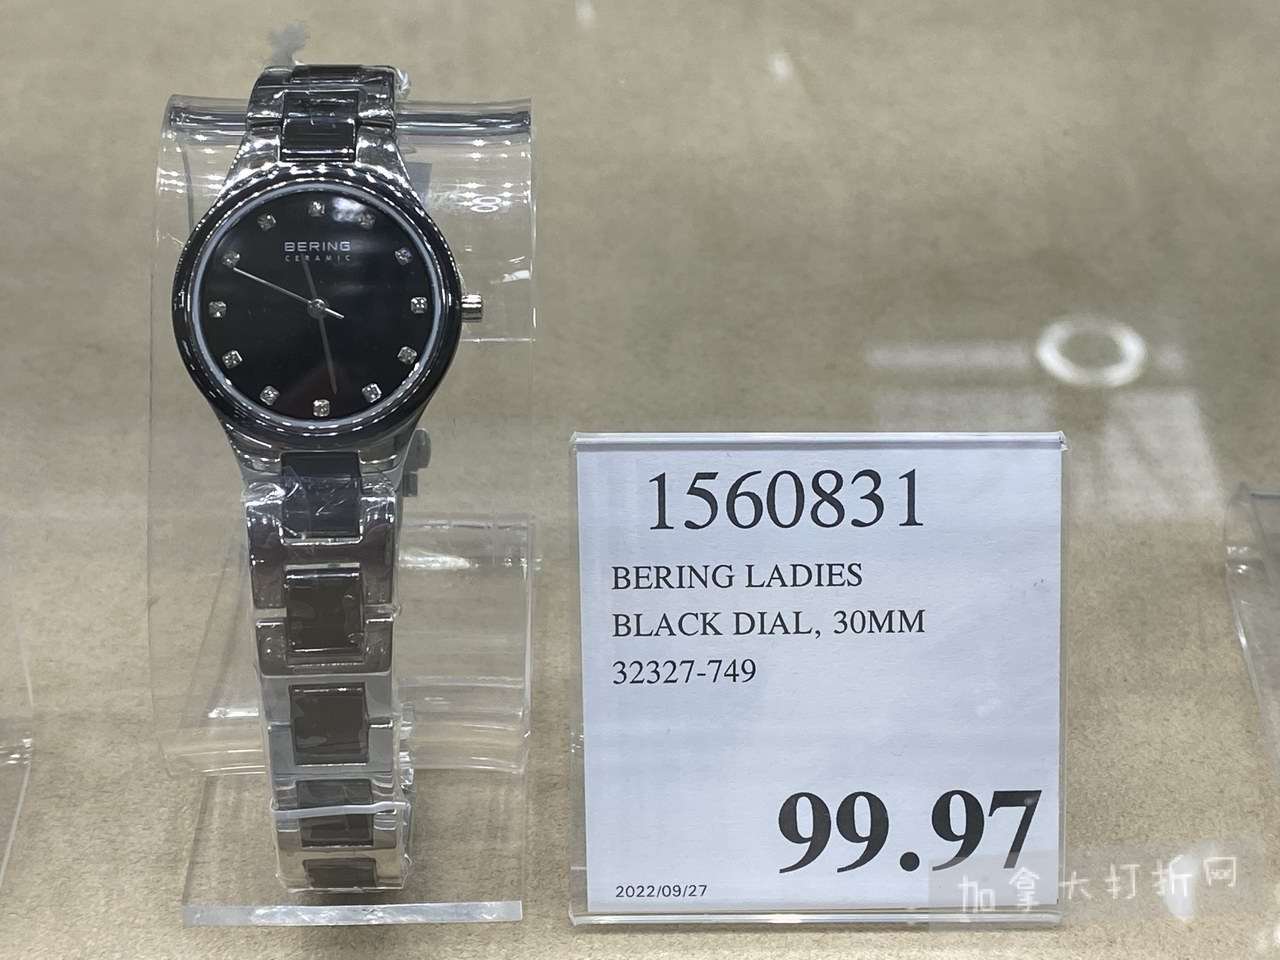 BERING
CERAMIC
1560831
BERING LADIES
BLACK DIAL, 30MM
32327-749
99.97
2022/09/27
加拿大打折网